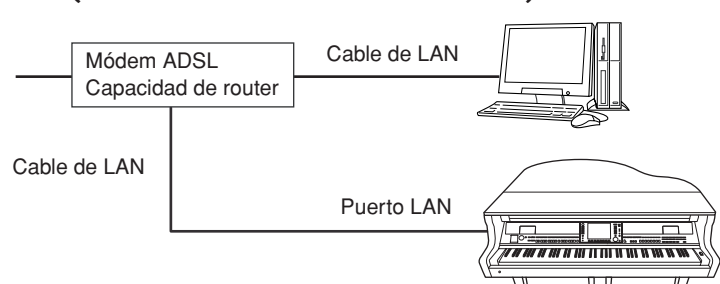 Módem ADSL
Capacidad de router
Cable de LAN
Cable de LAN
Puerto LAN